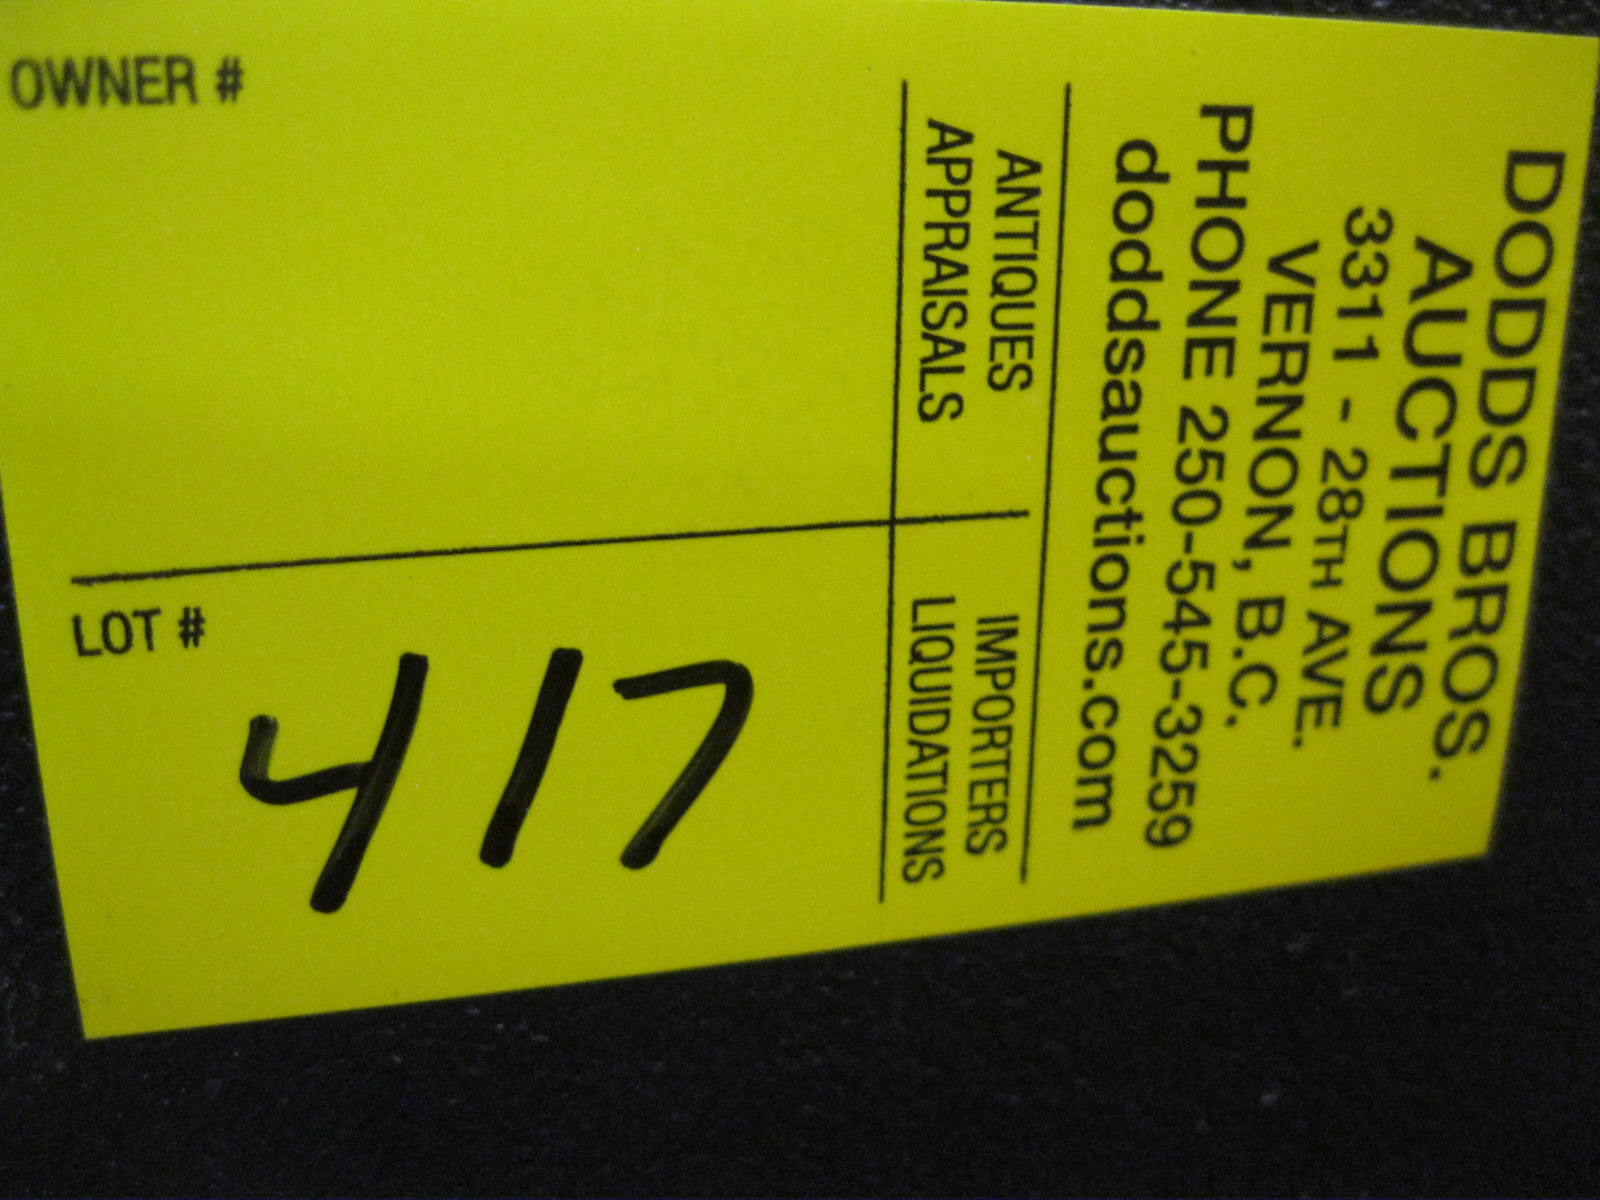 DODDS BROS.
AUCTIONS
3311 - 28TH AVE.
VERNON, B.C.
PHONE 250-545-3259
doddsauctions.com
ANTIQUES
APPRAISALS
IMPORTERS
LIQUIDATIONS
OWNER #
LOT #
417